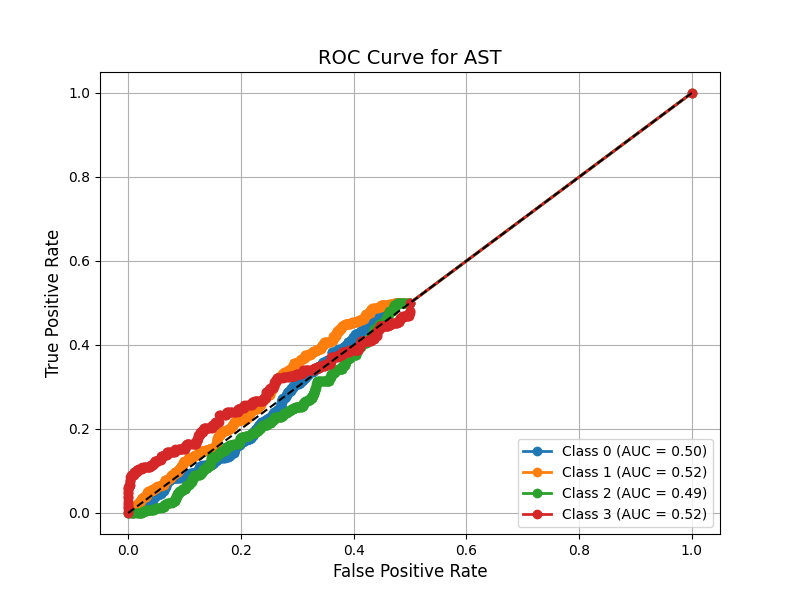 ROC Curve for AST
True Positive Rate
1.0
0.8
0.6
0.4
0.2
0.0
0.0 0.2 0.4 0.6 0.8 1.0
False Positive Rate
Class 0 (AUC = 0.50)
Class 1 (AUC = 0.52)
Class 2 (AUC = 0.49)
Class 3 (AUC = 0.52)